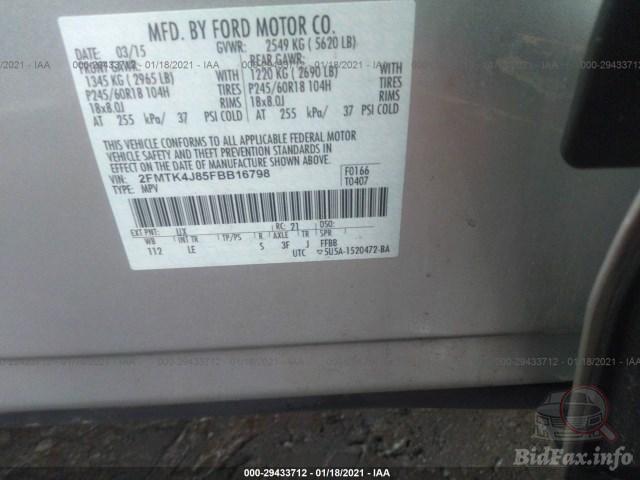 MFD. BY FORD MOTOR CO.
DATE: 03/15 GVWR: 2549 KG ( 5620 LB)
FRONT GAWR: REAR GAWR:
1345 KG ( 2965 LB) WITH 1220 KG ( 2690 LB) WITH
P245/60R18 104H TIRES P245/60R18 104H TIRES
18x8.0J RIMS 18x8.0J RIMS
AT 255 kPa/ 37 PSI COLD AT 255 kPa/ 37 PSI COLD
THIS VEHICLE CONFORMS TO ALL APPLICABLE FEDERAL MOTOR
VEHICLE SAFETY AND THEFT PREVENTION STANDARDS IN
EFFECT ON THE DATE OF MANUFACTURE SHOWN ABOVE.
VIN: 2FMTK4J85FBB16798 F0166
TYPE: MPV T0407
EXT PNT: UX RC: 21 DSO:
WB INT TR TP/PS R AXLE TR SPR
112 LE S 3F J FFBB
UTC 5U5A-1520472-BA
000-29433712 - 01/18/2021 - IAA
BidFax.info